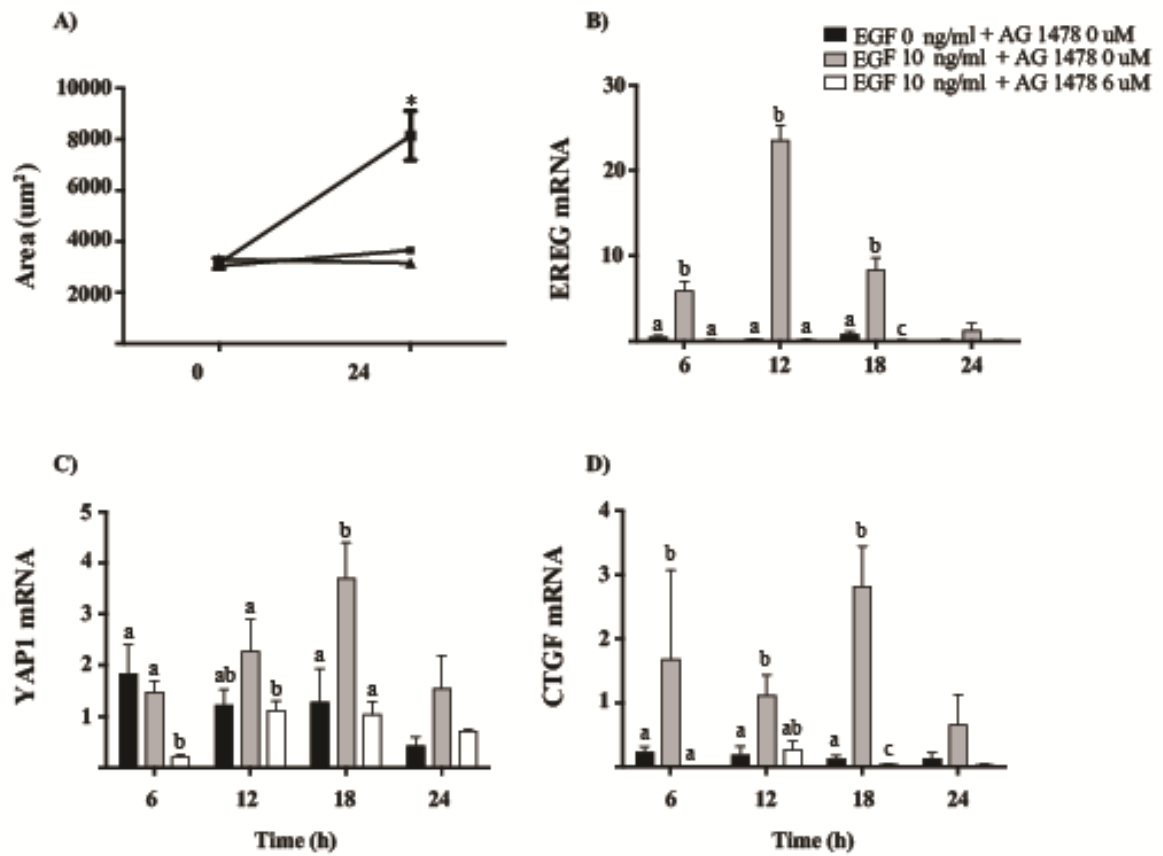 A)
B)
EGF 0 ng/ml + AG 1478 0 uM
EGF 10 ng/ml + AG 1478 0 uM
EGF 10 ng/ml + AG 1478 6 uM
10000
8000
6000
4000
2000
Area (um²)
*
0
24
30
20
10
EREG mRNA
a
b
a
a
b
a
a
b
c
6
12
18
24
C)
D)
5
4
3
2
1
YAP1 mRNA
a
a
b
ab
a
b
a
b
a
6
12
18
24
Time (h)
4
3
2
1
CTGF mRNA
a
b
a
a
b
ab
a
b
c
6
12
18
24
Time (h)